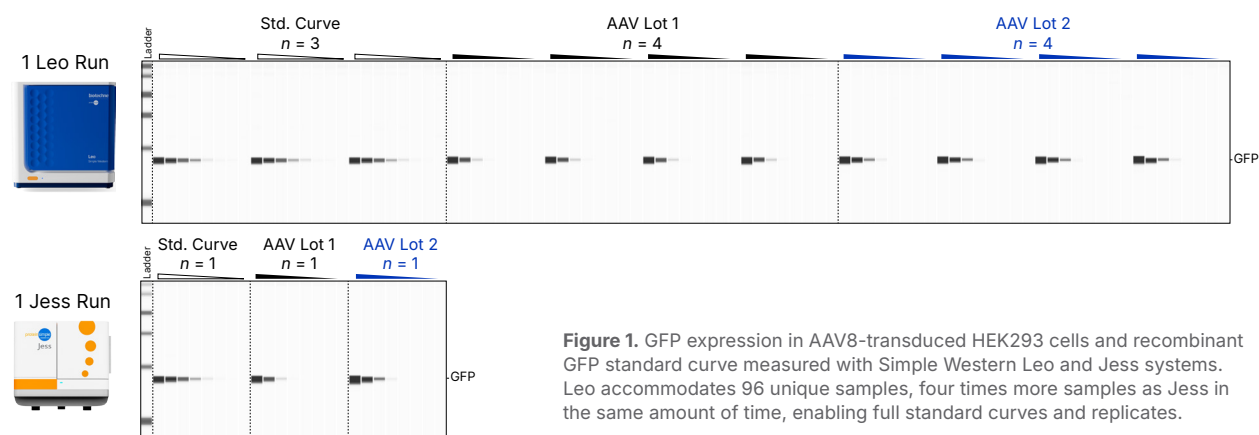 Std. Curve
n = 3
AAV Lot 1
n = 4
AAV Lot 2
n = 4
Ladder
1 Leo Run
biotechne
Leo
GFP
Std. Curve
n = 1
AAV Lot 1
n = 1
AAV Lot 2
n = 1
Ladder
1 Jess Run
Jess
GFP
Figure 1. GFP expression in AAV8-transduced HEK293 cells and recombinant
GFP standard curve measured with Simple Western Leo and Jess systems.
Leo accommodates 96 unique samples, four times more samples as Jess in
the same amount of time, enabling full standard curves and replicates.